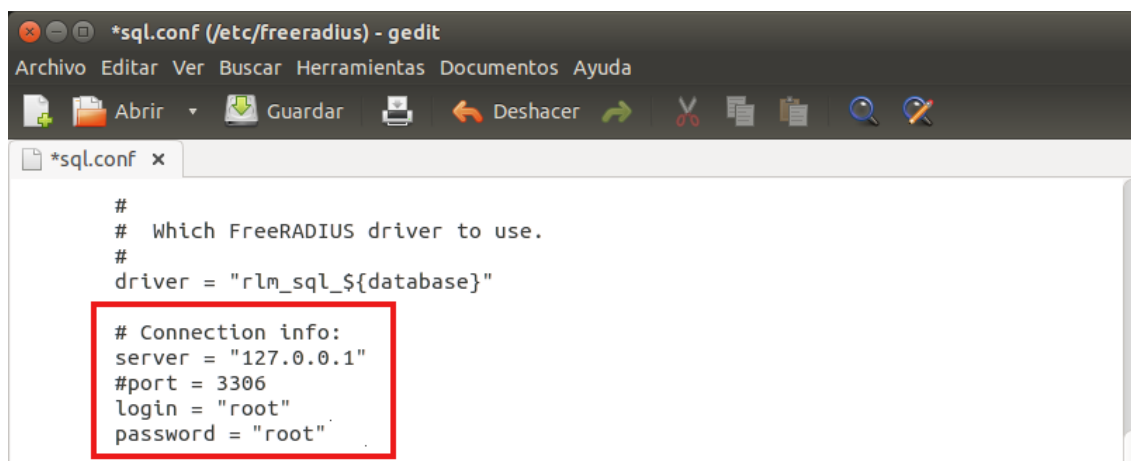 *sql.conf (/etc/freeradius) - gedit
Archivo Editar Ver Buscar Herramientas Documentos Ayuda
Abrir Guardar Deshacer
*sql.conf ×
#
#  Which FreeRADIUS driver to use.
#
driver = "rlm_sql_${database}"
# Connection info:
server = "127.0.0.1"
#port = 3306
login = "root"
password = "root"